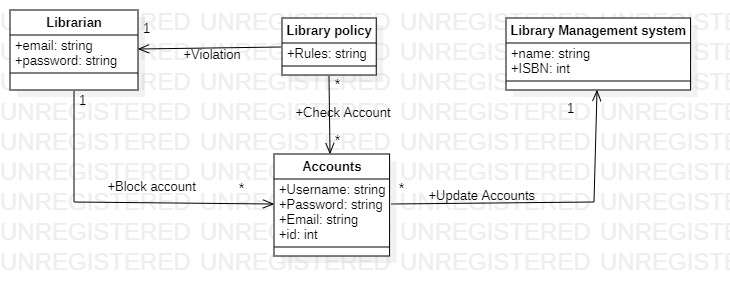 Librarian
+email: string
+password: string
1
+Violation
Library policy
+Rules: string
Library Management system
+name: string
+ISBN: int
*
+Check Account
*
1
1
+Block account
*
Accounts
+Username: string
+Password: string
+Email: string
+id: int
*
+Update Accounts
UNREGISTERED UNREGISTERED UNREGISTERED UNREGISTERED